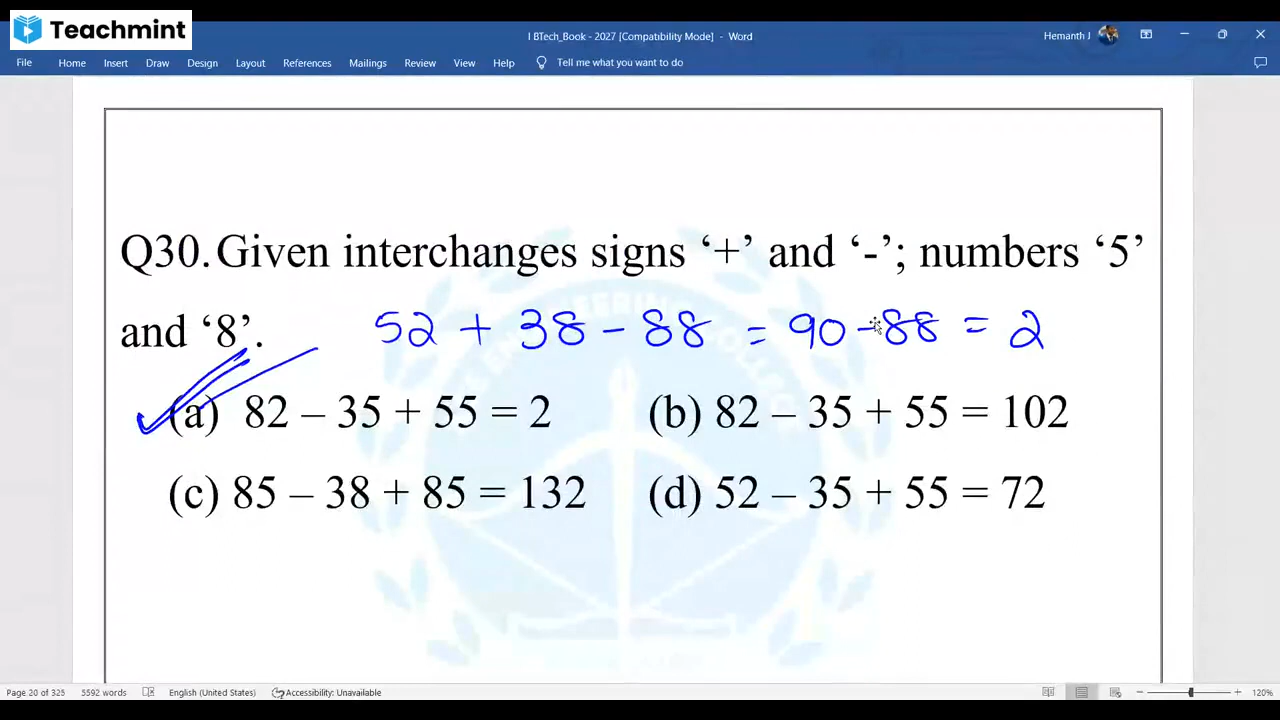 Teachmint
I BTech_Book - 2027 [Compatibility Mode] - Word
Hemanth J
File Home Insert Draw Design Layout References Mailings Review View Help Tell me what you want to do
Q30. Given interchanges signs ‘+’ and ‘-’; numbers ‘5’
and ‘8’.
52 + 38 - 88 = 90 - 88 = 2
(a) 82 – 35 + 55 = 2 (b) 82 – 35 + 55 = 102
(c) 85 – 38 + 85 = 132 (d) 52 – 35 + 55 = 72
Page 20 of 325 5592 words English (United States) Accessibility: Unavailable 120%